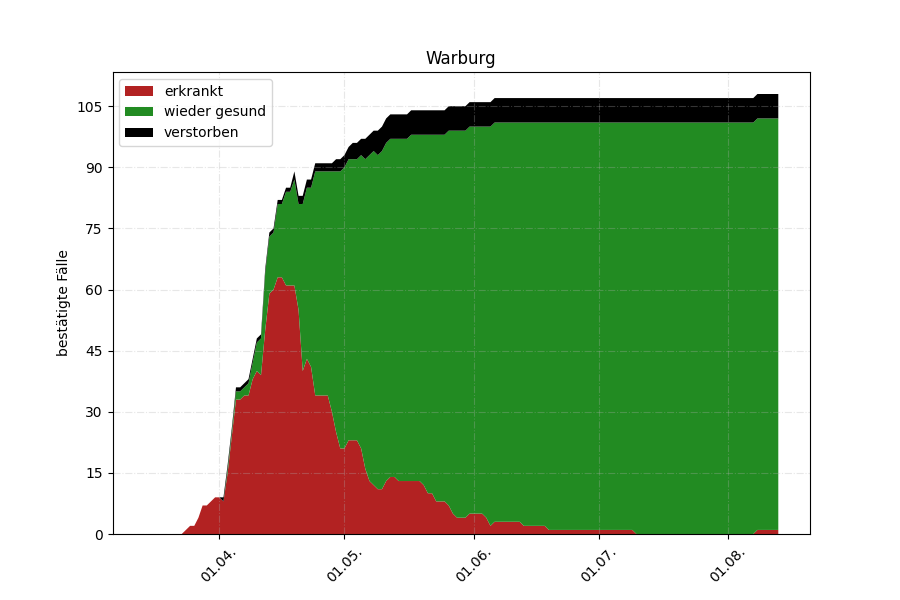 Warburg
erkrankt
wieder gesund
verstorben
bestätigte Fälle
105
90
75
60
45
30
15
0
01.04.
01.05.
01.06.
01.07.
01.08.